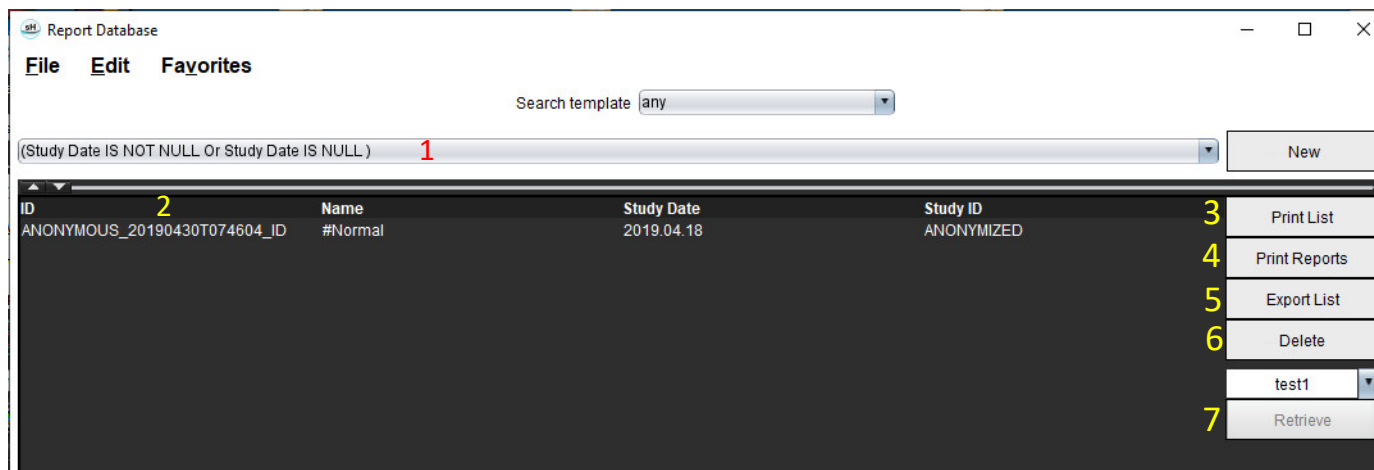 sH Report Database
File Edit Favorites
Search template any
(Study Date IS NOT NULL Or Study Date IS NULL ) 1 New
2
ID Name Study Date Study ID 3 Print List
ANONYMOUS_20190430T074604_ID #Normal 2019.04.18 ANONYMIZED
4 Print Reports
5 Export List
6 Delete
test1
7 Retrieve